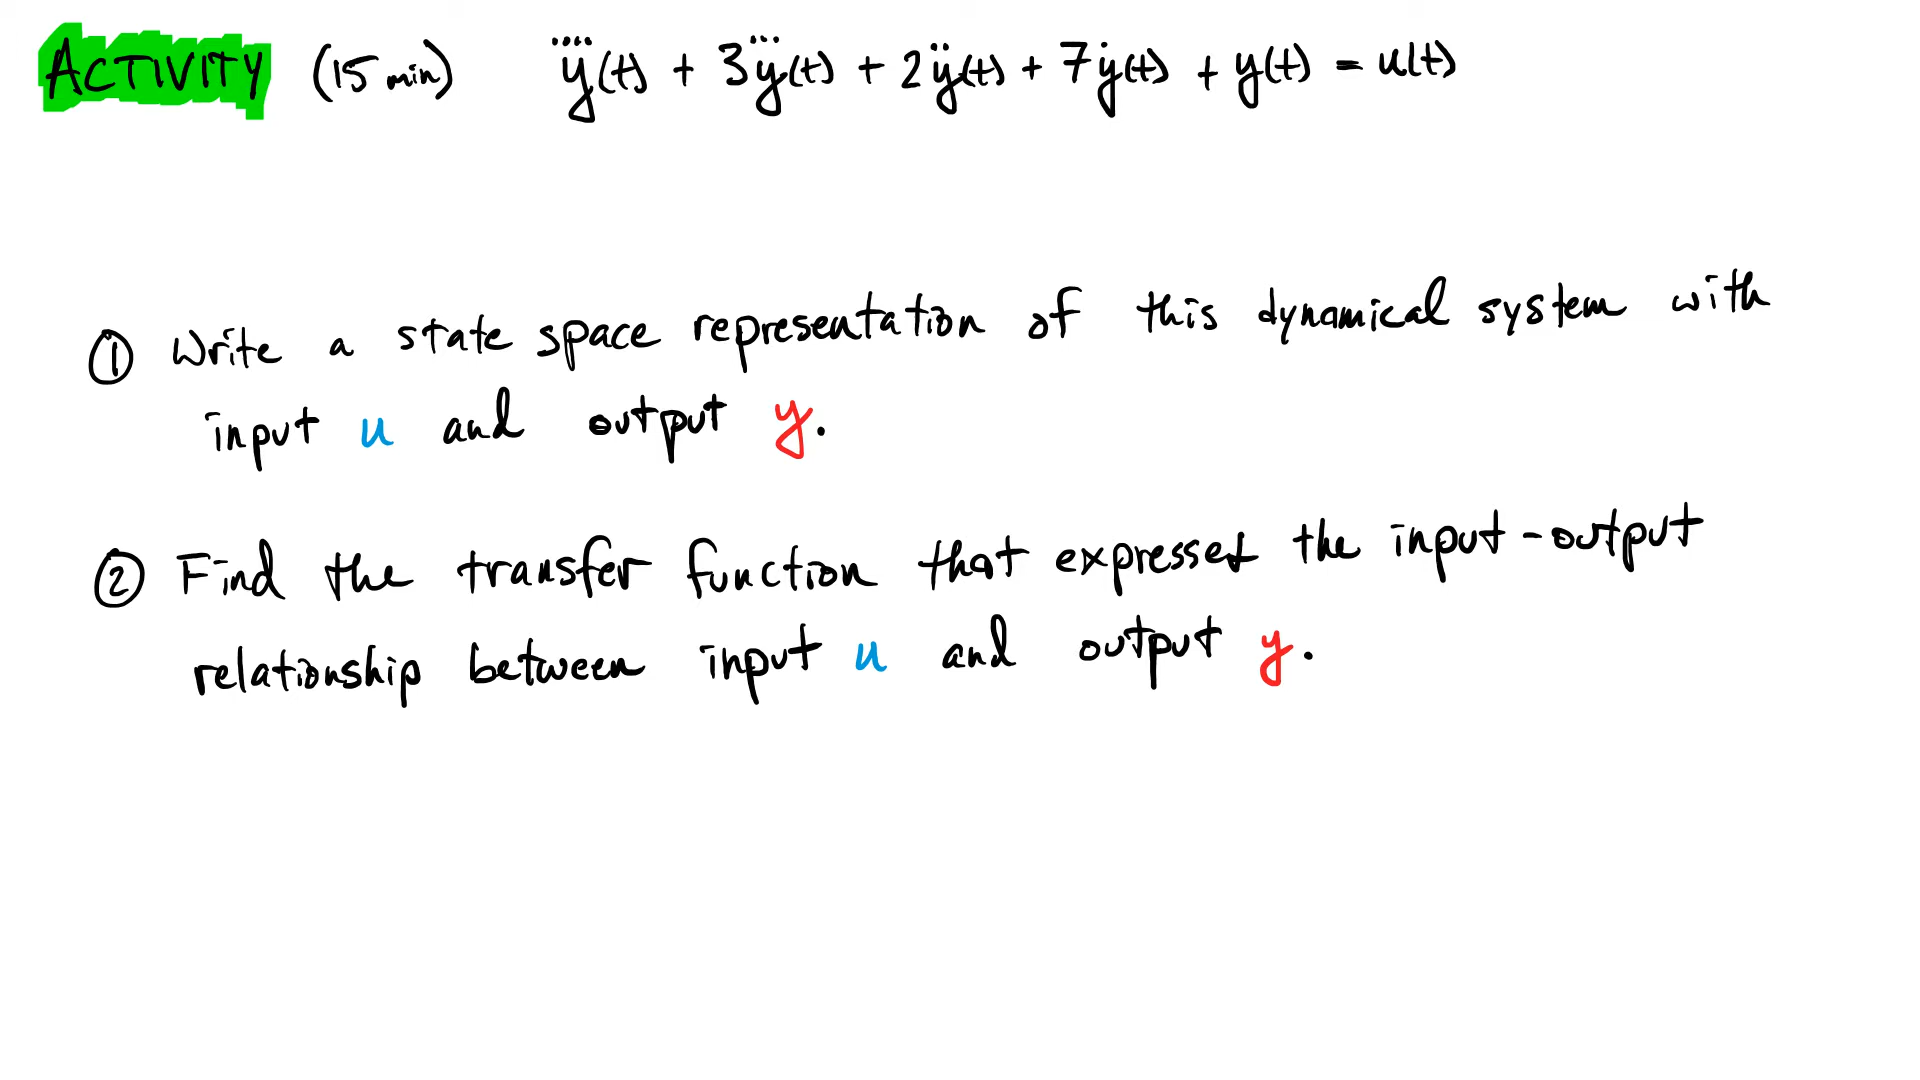 ACTIVITY (15 min) y⃜(t) + 3y⃛(t) + 2ÿ(t) + 7ẏ(t) + y(t) = u(t)
① Write a state space representation of this dynamical system with
input u and output y.
② Find the transfer function that expresses the input-output
relationship between input u and output y.